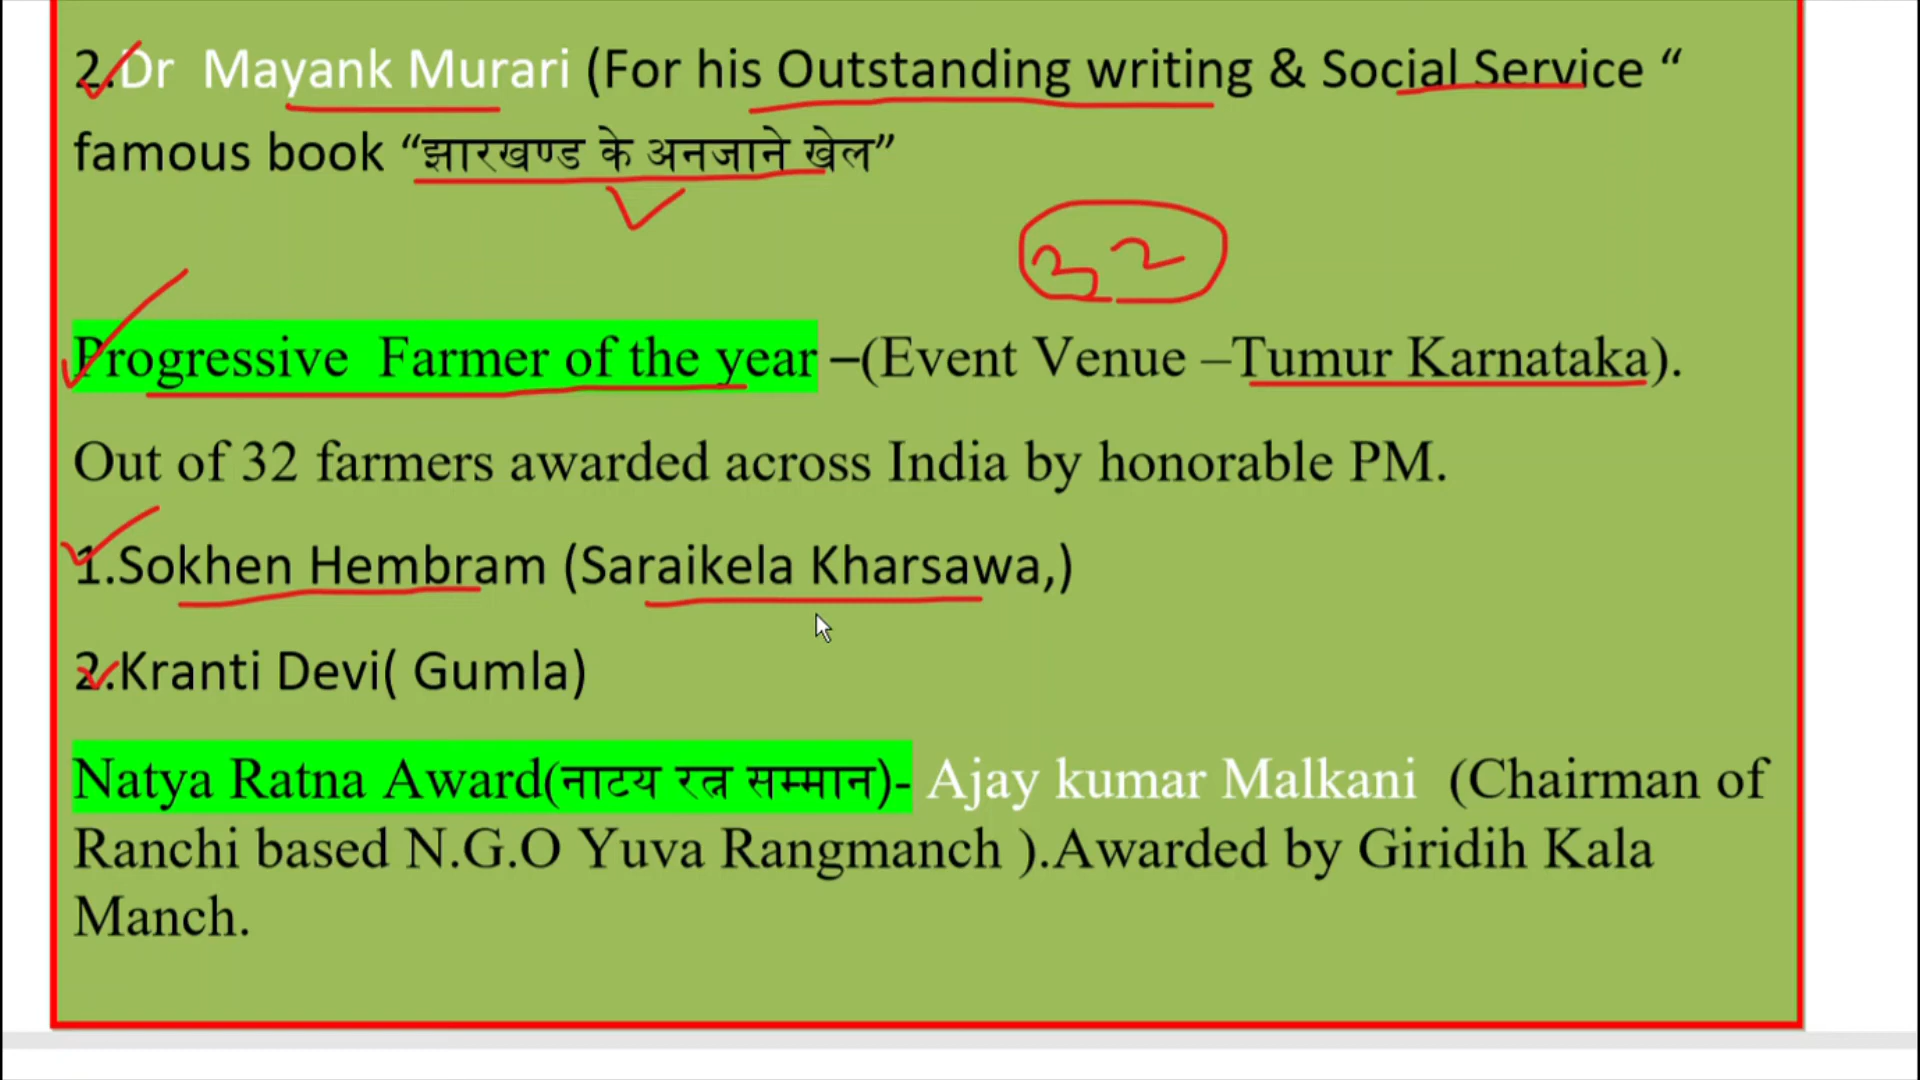 2.Dr Mayank Murari (For his Outstanding writing & Social Service “
famous book “झारखण्ड के अनजाने खेल”
32
Progressive Farmer of the year –(Event Venue –Tumur Karnataka).
Out of 32 farmers awarded across India by honorable PM.
1.Sokhen Hembram (Saraikela Kharsawa,)
2.Kranti Devi( Gumla)
Natya Ratna Award(नाटय रत्न सम्मान)- Ajay kumar Malkani (Chairman of
Ranchi based N.G.O Yuva Rangmanch ).Awarded by Giridih Kala
Manch.